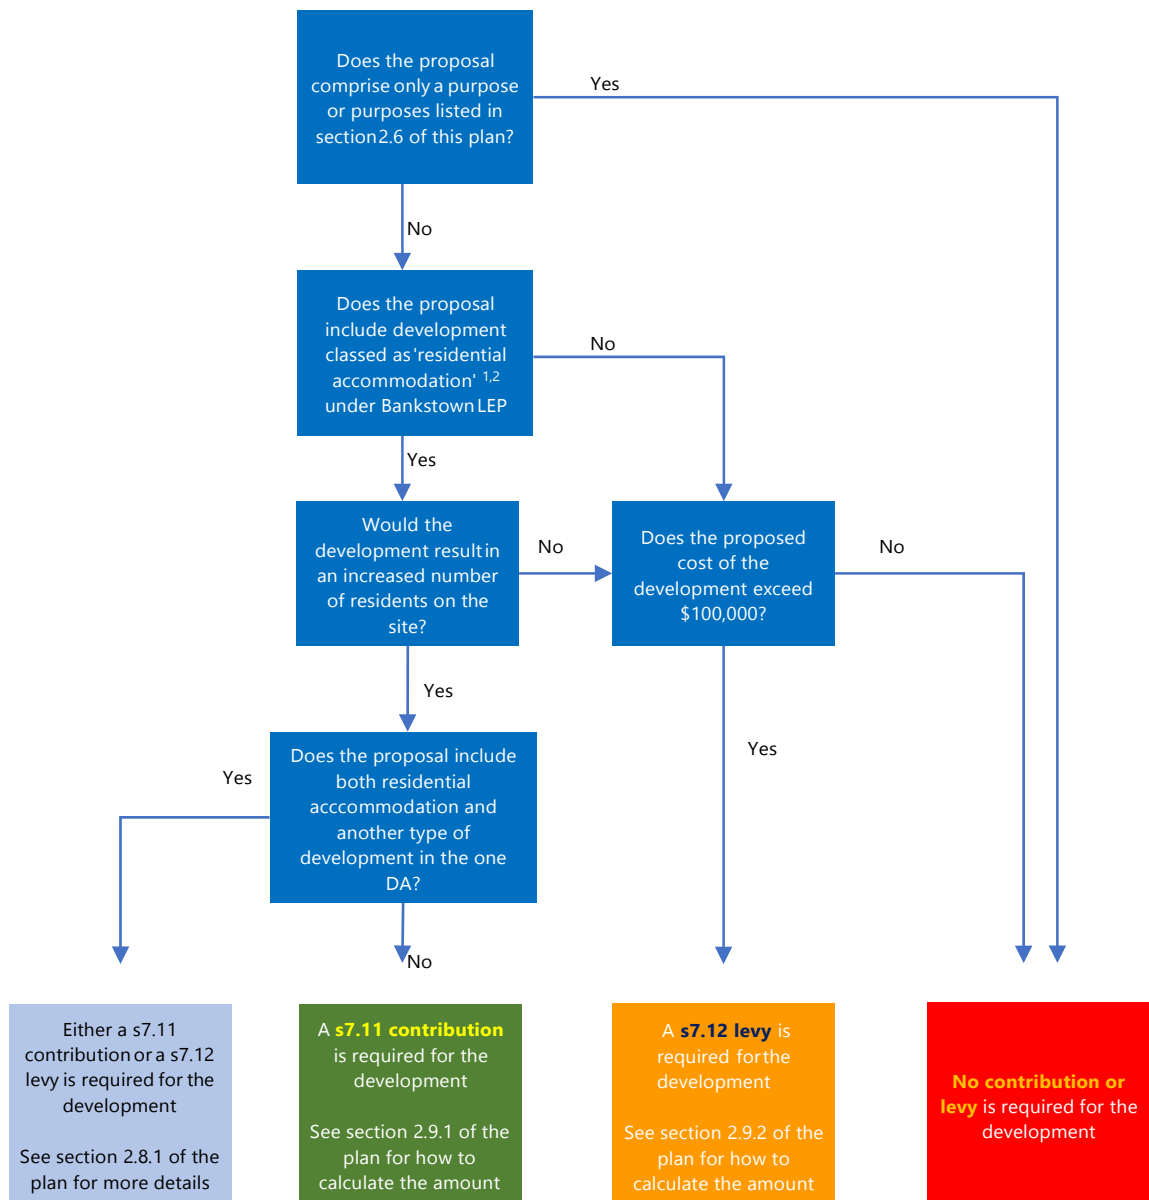 Does the proposal
comprise only a purpose
or purposes listed in
section 2.6 of this plan?
Yes
No
Does the proposal
include development
classed as 'residential
accommodation' 1,2
under Bankstown LEP
No
Yes
Would the
development result in
an increased number
of residents on the
site?
No
Does the proposed
cost of the
development exceed
$100,000?
No
Yes
Yes
Does the proposal include
both residential
acccommodation and
another type of
development in the one
DA?
Yes
No
Either a s7.11
contribution or a s7.12
levy is required for the
development
See section 2.8.1 of the
plan for more details
A s7.11 contribution
is required for the
development
See section 2.9.1 of the
plan for how to
calculate the amount
A s7.12 levy is
required for the
development
See section 2.9.2 of the
plan for how to
calculate the amount
No contribution or
levy is required for the
development